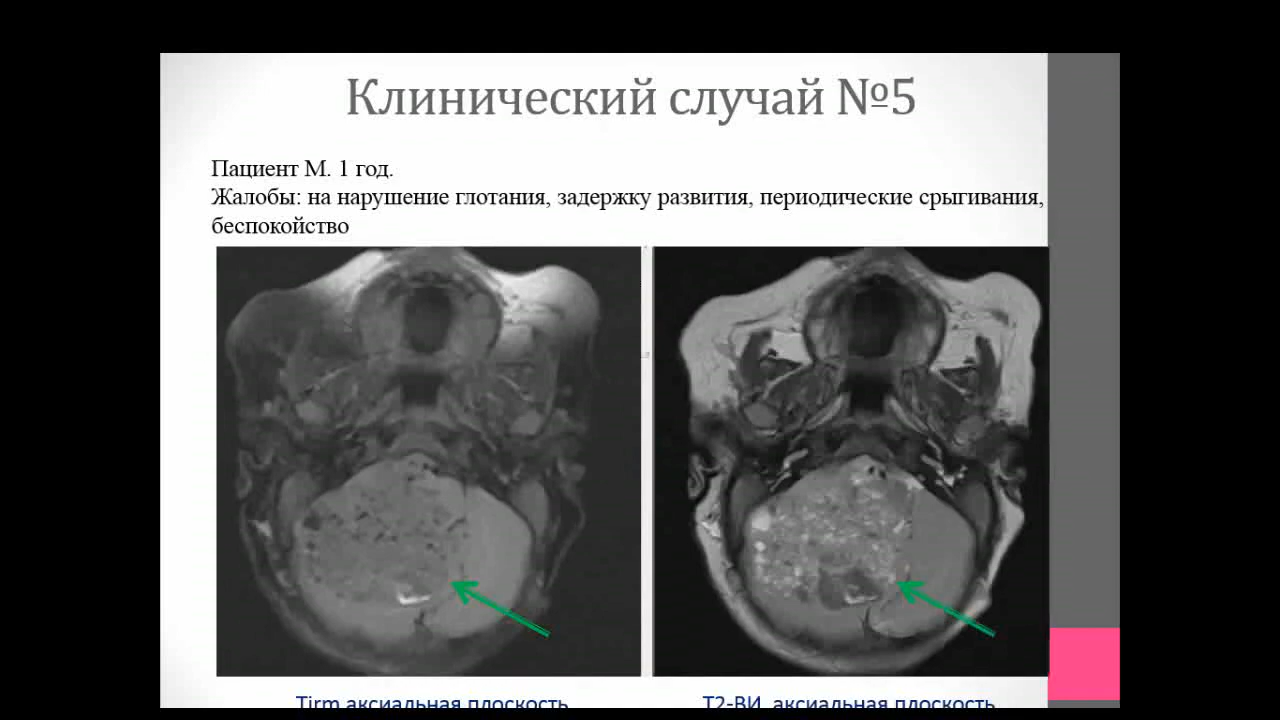 Клинический случай №5
Пациент М. 1 год.
Жалобы: на нарушение глотания, задержку развития, периодические срыгивания,
беспокойство
Tirm аксиальная плоскость
Т2-ВИ, аксиальная плоскость